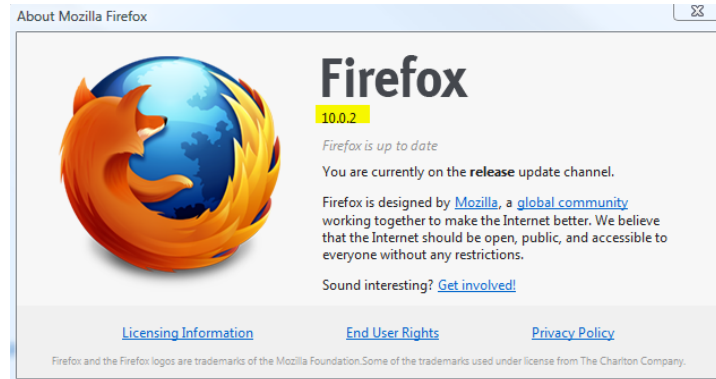 About Mozilla Firefox
Firefox
10.0.2
Firefox is up to date
You are currently on the release update channel.
Firefox is designed by Mozilla, a global community
working together to make the Internet better. We believe
that the Internet should be open, public, and accessible to
everyone without any restrictions.
Sound interesting? Get involved!
Licensing Information End User Rights Privacy Policy
Firefox and the Firefox logos are trademarks of the Mozilla Foundation.Some of the trademarks used under license from The Charlton Company.